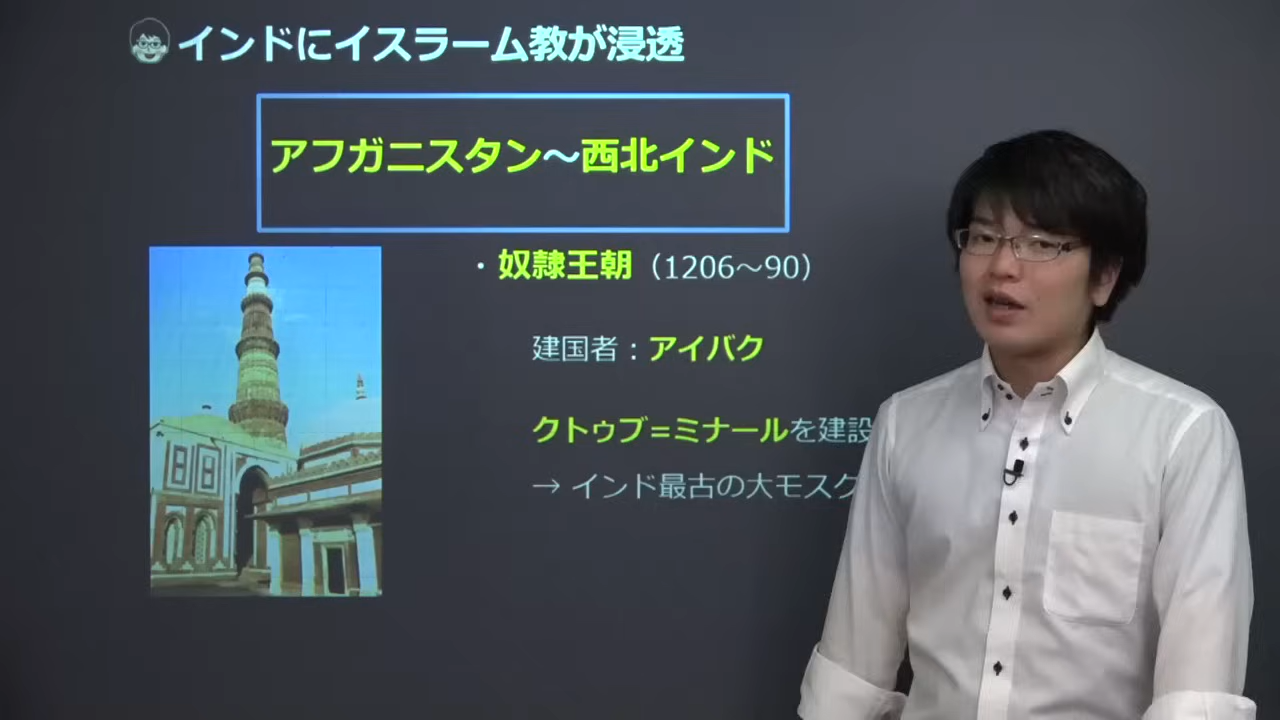 インドにイスラーム教が浸透
アフガニスタン～西北インド
・奴隷王朝（1206～90）
建国者：アイバク
クトゥブ=ミナールを建設
→ インド最古の大モスク